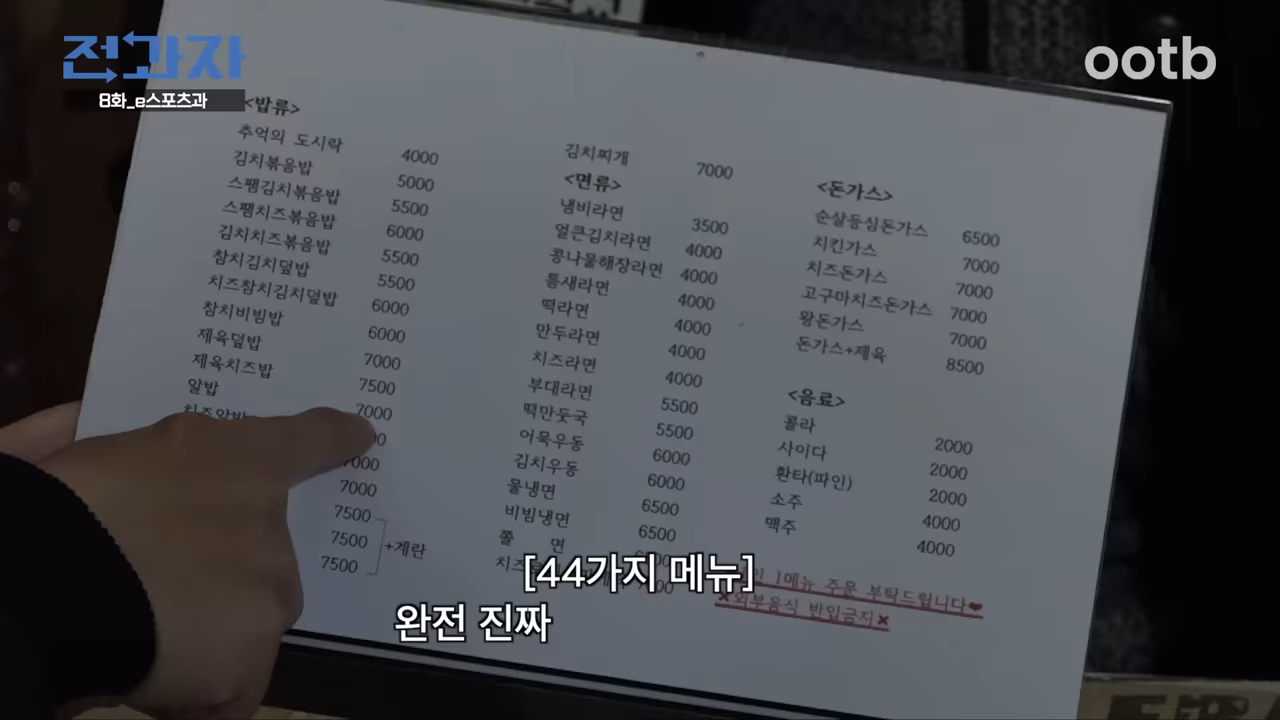 전과자
8화_e스포츠과
ootb
<밥류>
추억의 도시락 4000
김치볶음밥 5000
스팸김치볶음밥 5500
스팸치즈볶음밥 6000
김치치즈볶음밥 5500
참치김치덮밥 5500
치즈참치김치덮밥 6000
참치비빔밥 6000
제육덮밥 7000
제육치즈밥 7500
알밥 7000
치즈알밥
7000
7000
7500
7500 +계란
7500
김치찌개 7000
<면류>
냄비라면 3500
얼큰김치라면 4000
콩나물해장라면 4000
틈새라면 4000
떡라면 4000
만두라면 4000
치즈라면 4000
부대라면 5500
떡만둣국 5500
어묵우동 6000
김치우동 6000
물냉면 6500
비빔냉면 6500
쫄 면
<돈가스>
순살등심돈가스 6500
치킨가스 7000
치즈돈가스 7000
고구마치즈돈가스 7000
왕돈가스 7000
돈가스+제육 8500
<음료>
콜라 2000
사이다 2000
환타(파인) 2000
소주 4000
맥주 4000
1메뉴 주문 부탁드립니다❤
✖외부음식 반입금지✖
[44가지 메뉴]
완전 진짜